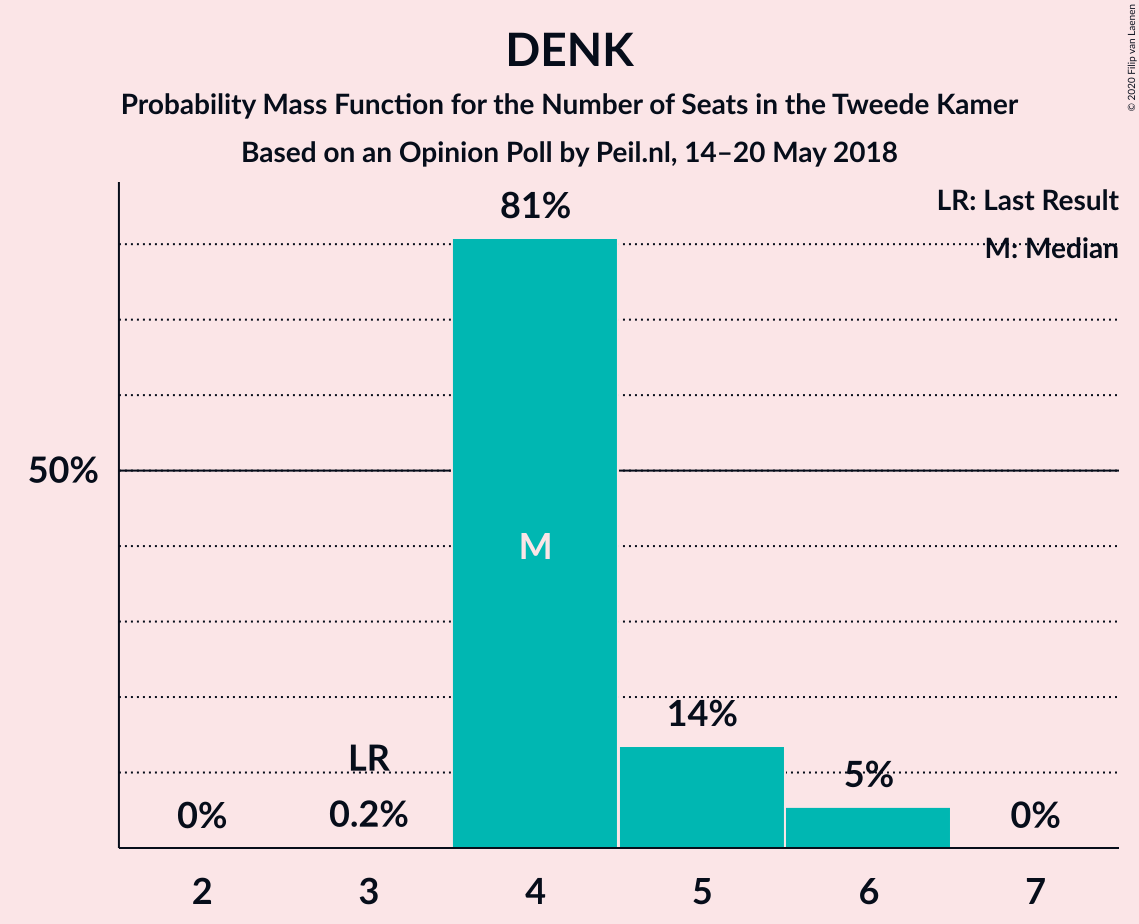 DENK
Probability Mass Function for the Number of Seats in the Tweede Kamer
Based on an Opinion Poll by Peil.nl, 14–20 May 2018
© 2020 Filip van Laenen
LR: Last Result
M: Median
81%
50%
M
14%
LR
5%
0%
0.2%
0%
2 3 4 5 6 7